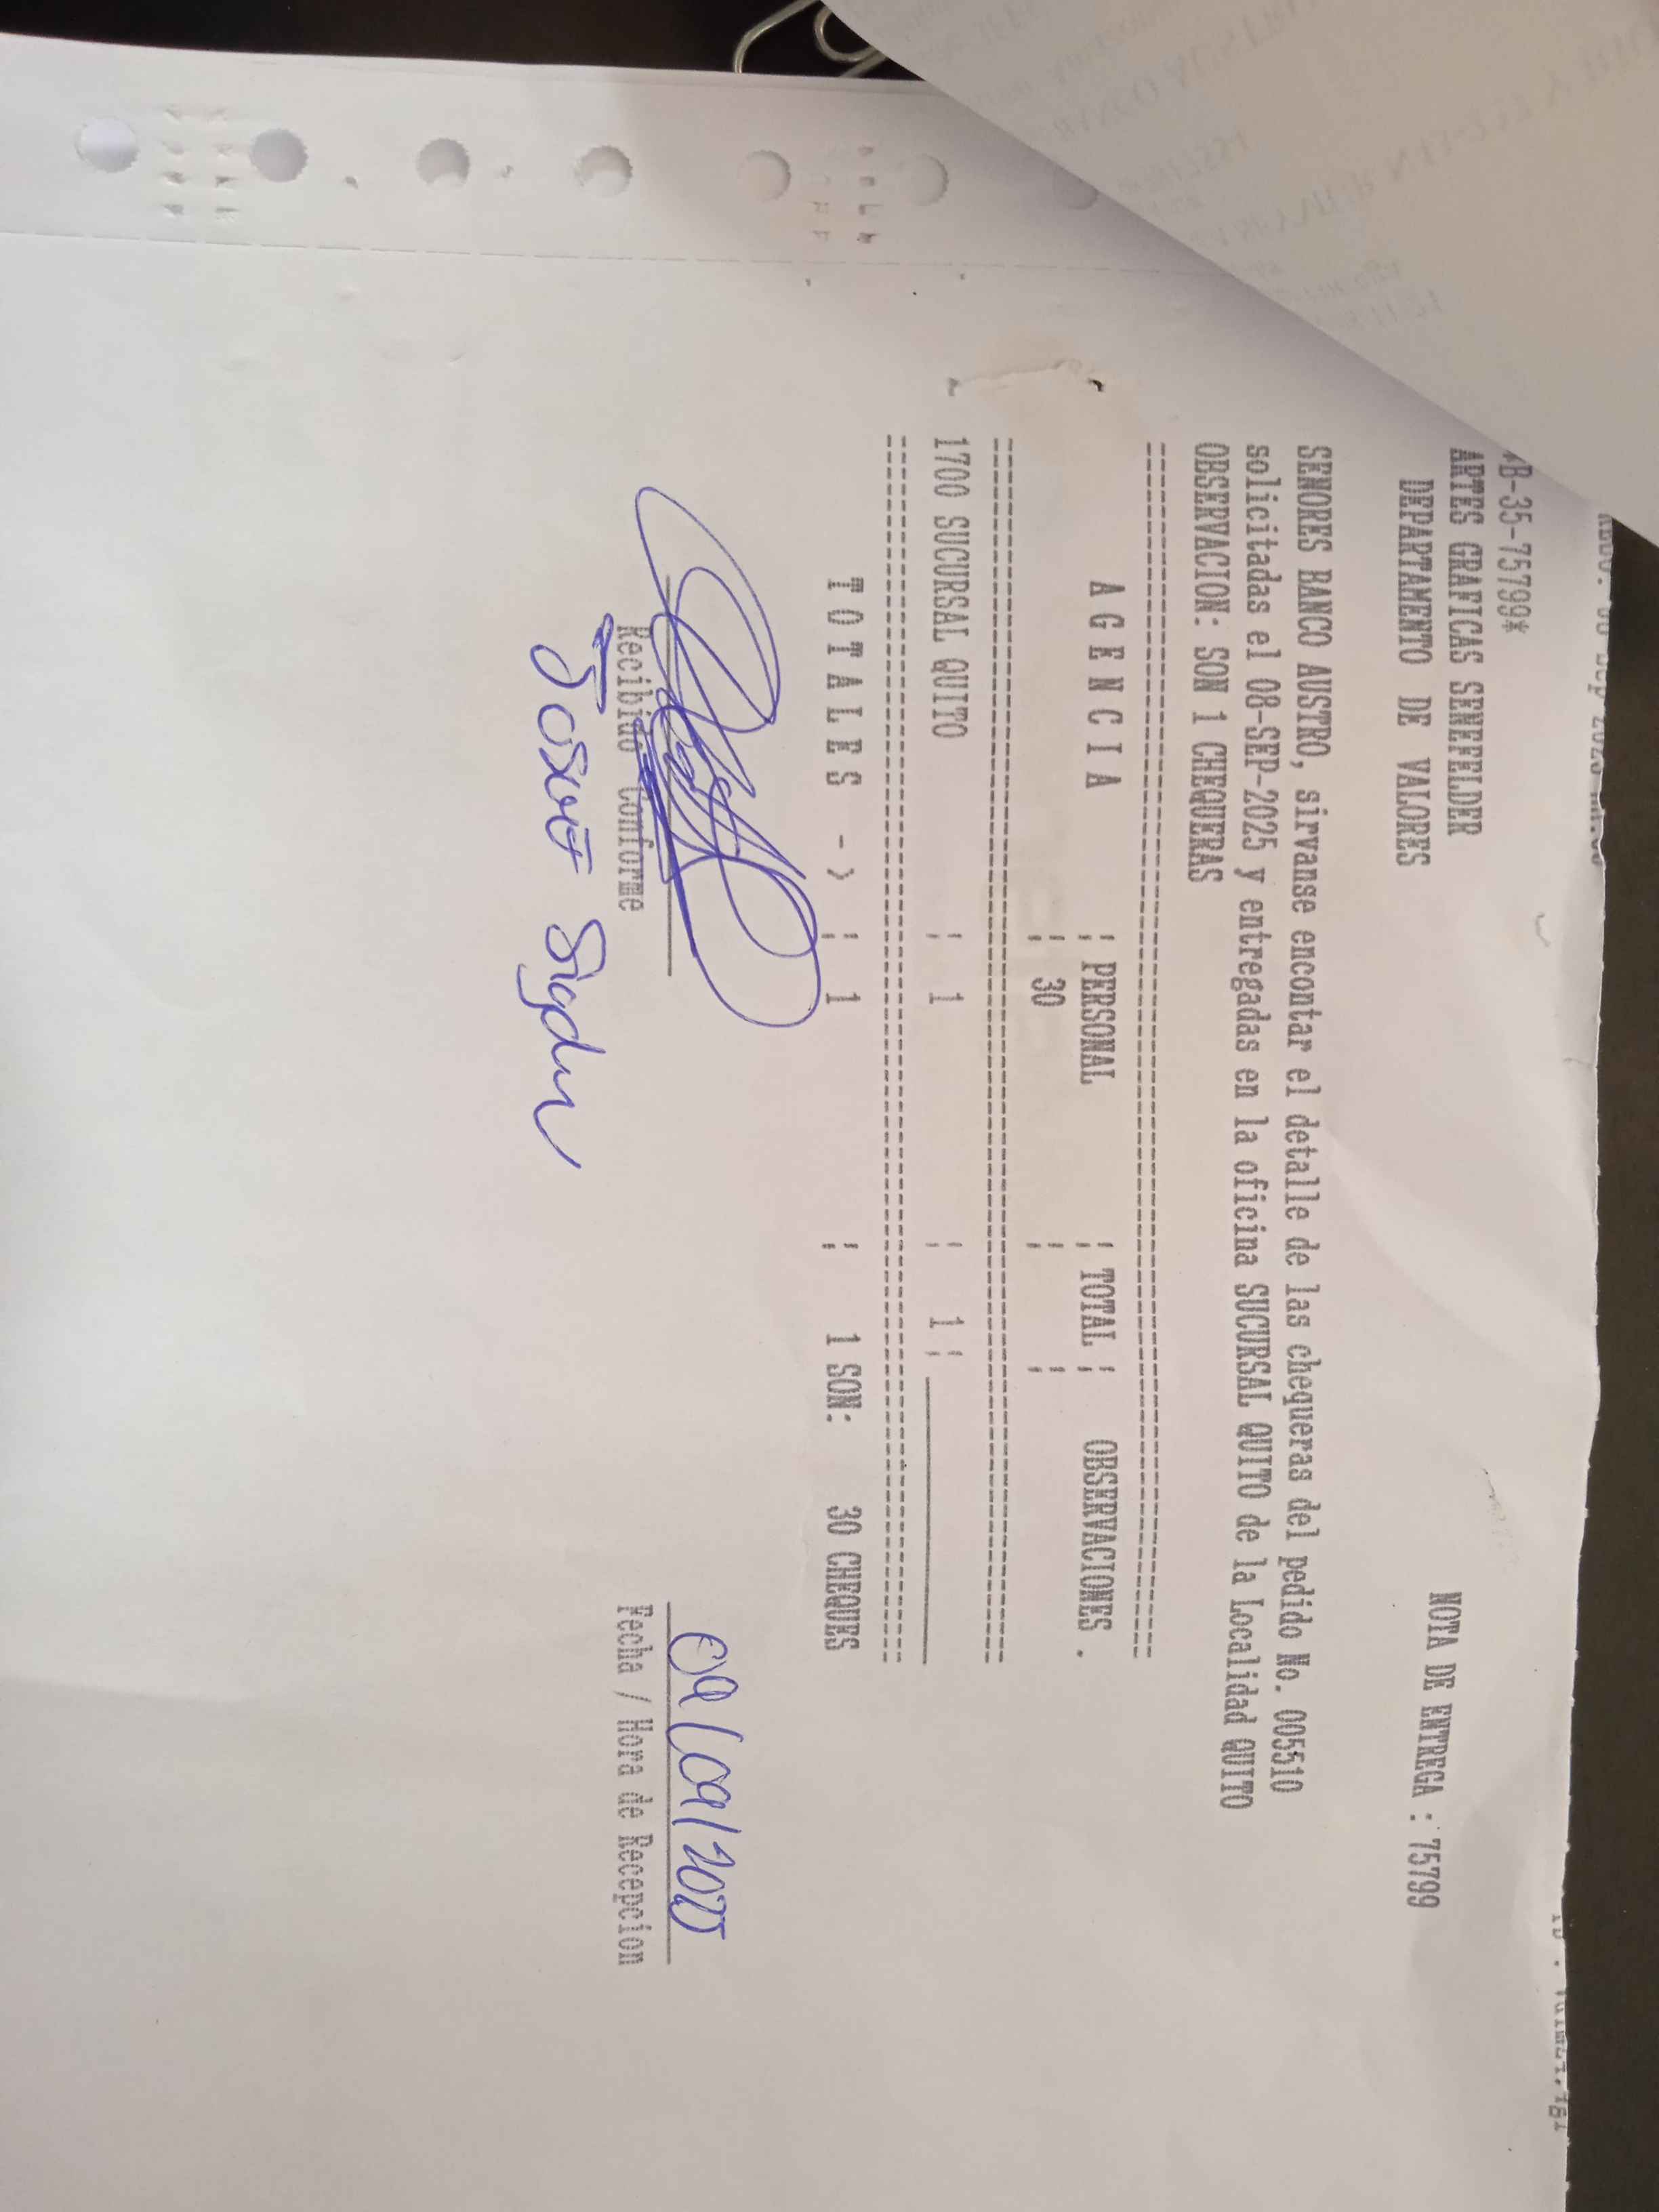 *B-35-75799*
ARTES GRAFICAS SENEFELDER
DEPARTAMENTO DE VALORES
NOTA DE ENTREGA : 75799
SENORES BANCO AUSTRO, sirvanse encontar el detalle de las chequeras del pedido No. 005510
solicitadas el 08-SEP-2025 y entregadas en la oficina SUCURSAL QUITO de la Localidad QUITO
OBSERVACION: SON 1 CHEQUERAS
A G E N C I A ¦ PERSONAL ¦ TOTAL ¦ OBSERVACIONES .
¦ 30 ¦ ¦
1700 SUCURSAL QUITO ¦ 1 ¦ 1 ¦
T O T A L E S - > ¦ 1 ¦ 1 SON: 30 CHEQUES
09/09/2025
Recibido Conforme
Fecha / Hora de Recepcion